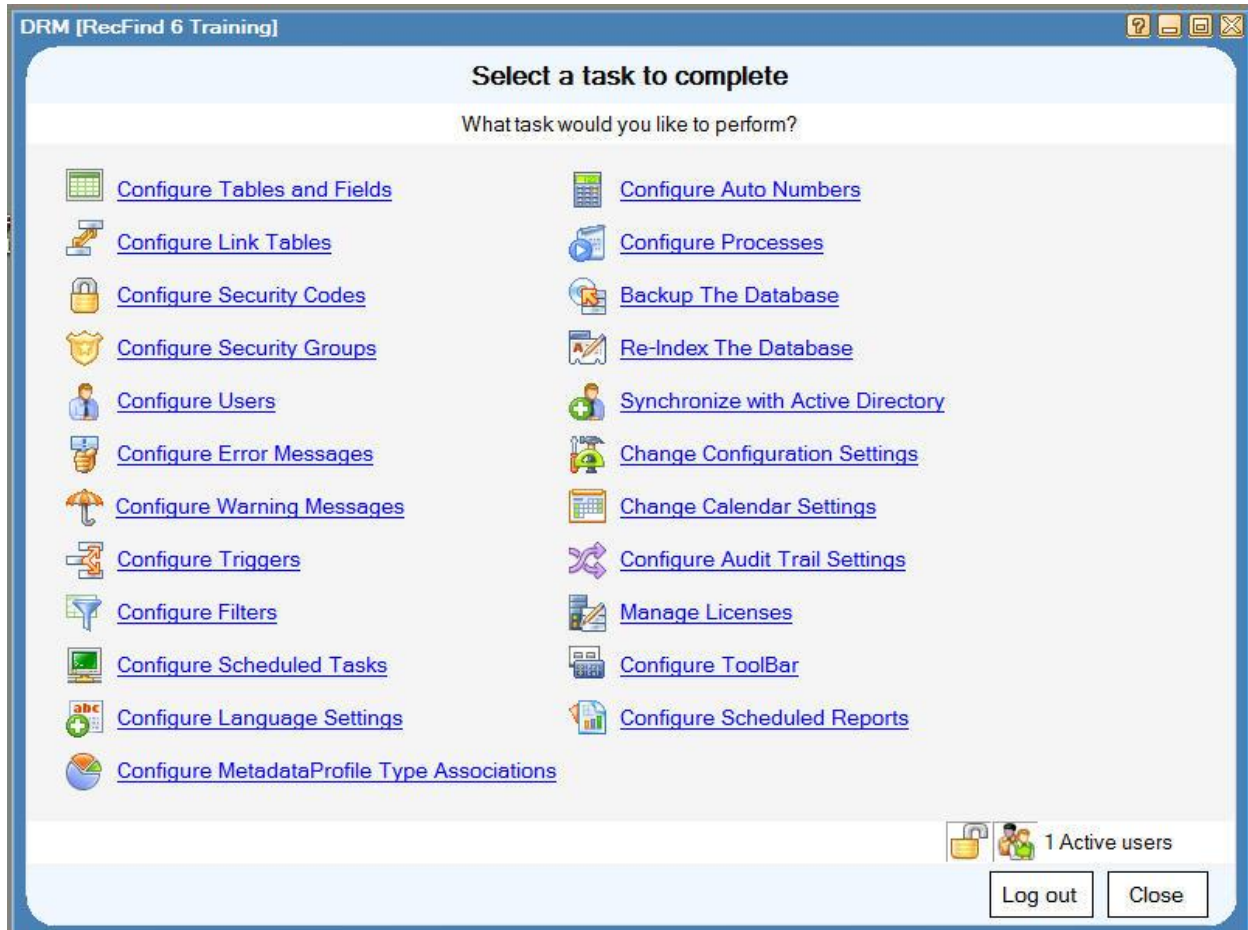 DRM [RecFind 6 Training]
Select a task to complete
What task would you like to perform?
Configure Tables and Fields
Configure Link Tables
Configure Security Codes
Configure Security Groups
Configure Users
Configure Error Messages
Configure Warning Messages
Configure Triggers
Configure Filters
Configure Scheduled Tasks
Configure Language Settings
Configure MetadataProfile Type Associations
Configure Auto Numbers
Configure Processes
Backup The Database
Re-Index The Database
Synchronize with Active Directory
Change Configuration Settings
Change Calendar Settings
Configure Audit Trail Settings
Manage Licenses
Configure ToolBar
Configure Scheduled Reports
1 Active users
Log out
Close